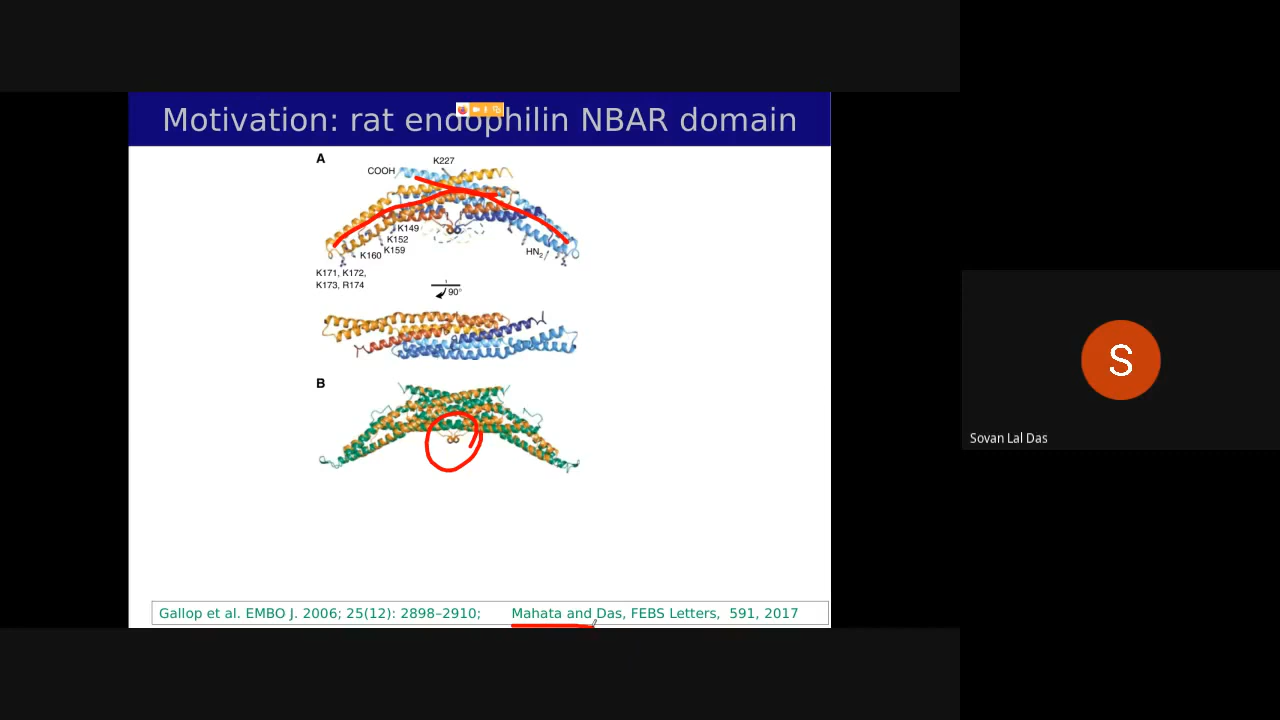 Motivation: rat endophilin NBAR domain
A
K227
COOH
K149
K152
K159
K160
HN2
K171, K172,
K173, R174
90°
B
Gallop et al. EMBO J. 2006; 25(12): 2898–2910; Mahata and Das, FEBS Letters, 591, 2017
S
Sovan Lal Das